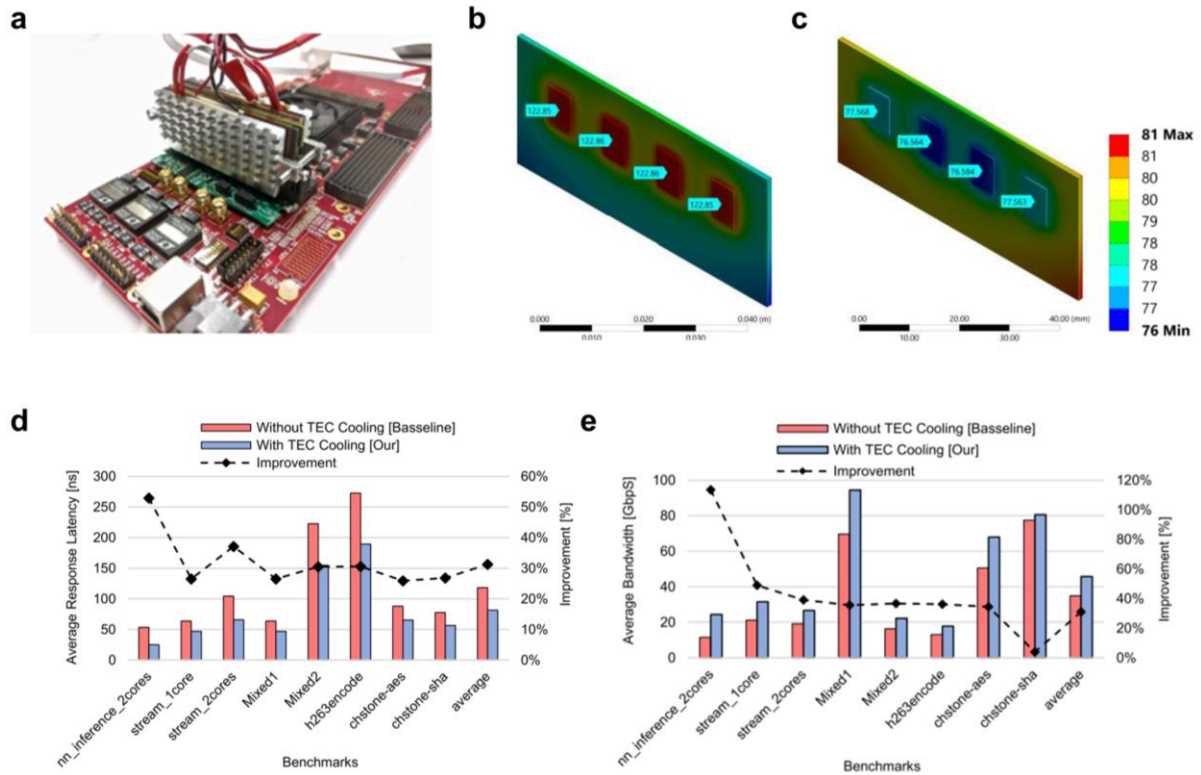 a
b
c
122.85
122.86
122.86
122.85
77.568
76.564
76.584
77.563
81 Max
81
80
80
79
78
78
77
77
76 Min
0.000 0.020 0.040 (m)
0.010 0.030
0.00 20.00 40.00 (mm)
10.00 30.00
d
Without TEC Cooling [Basseline]
With TEC Cooling [Our]
Improvement
Average Response Latency [ns]
300
250
200
150
100
50
0
60%
50%
40%
30%
20%
10%
0%
Improvement [%]
nn_inference_2cores
stream_1core
stream_2cores
Mixed1
Mixed2
h263encode
chstone-aes
chstone-sha
average
Benchmarks
e
Without TEC Cooling [Basseline]
With TEC Cooling [Our]
Improvement
Average Bandwidth [GbpS]
100
80
60
40
20
0
120%
100%
80%
60%
40%
20%
0%
Improvement [%]
nn_inference_2cores
stream_1core
stream_2cores
Mixed1
Mixed2
h263encode
chstone-aes
chstone-sha
average
Benchmarks